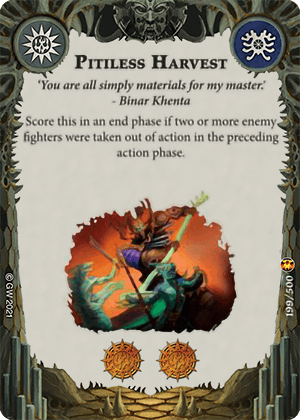 Pitiless Harvest
'You are all simply materials for my master.'
- Binar Khenta
Score this in an end phase if two or more enemy
fighters were taken out of action in the preceding
action phase.
© GW 2021
199/500